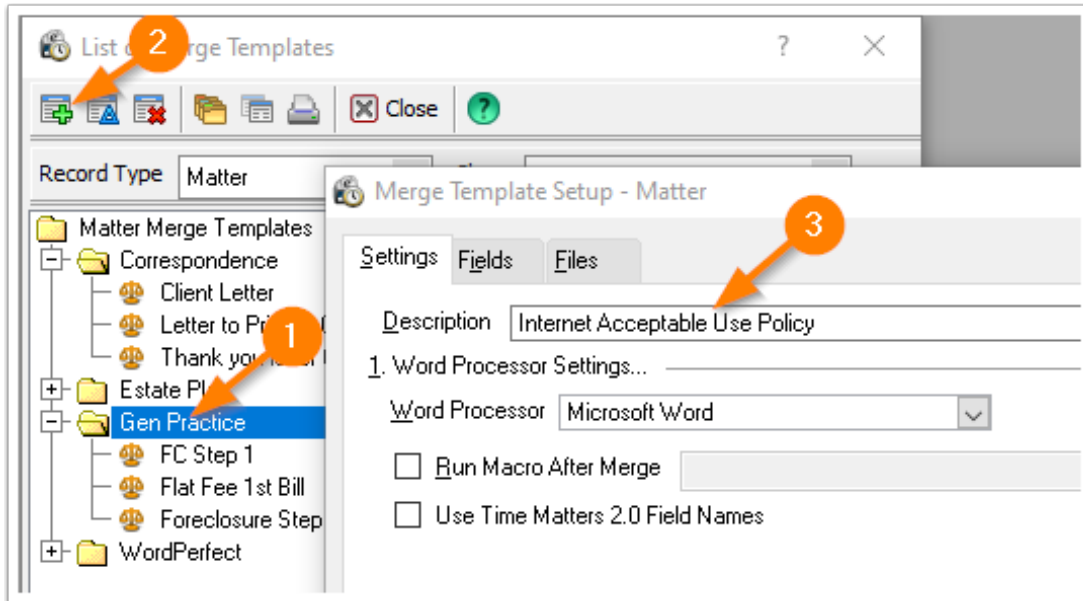 2
List o rge Templates
?
Close
?
Record Type Matter
Merge Template Setup - Matter
3
Settings Fields Files
Description Internet Acceptable Use Policy
1. Word Processor Settings...
Word Processor Microsoft Word
Run Macro After Merge
Use Time Matters 2.0 Field Names
Matter Merge Templates
Correspondence
Client Letter
Letter to Pri
1
Thank you
Estate Pl
Gen Practice
FC Step 1
Flat Fee 1st Bill
Foreclosure Step
WordPerfect